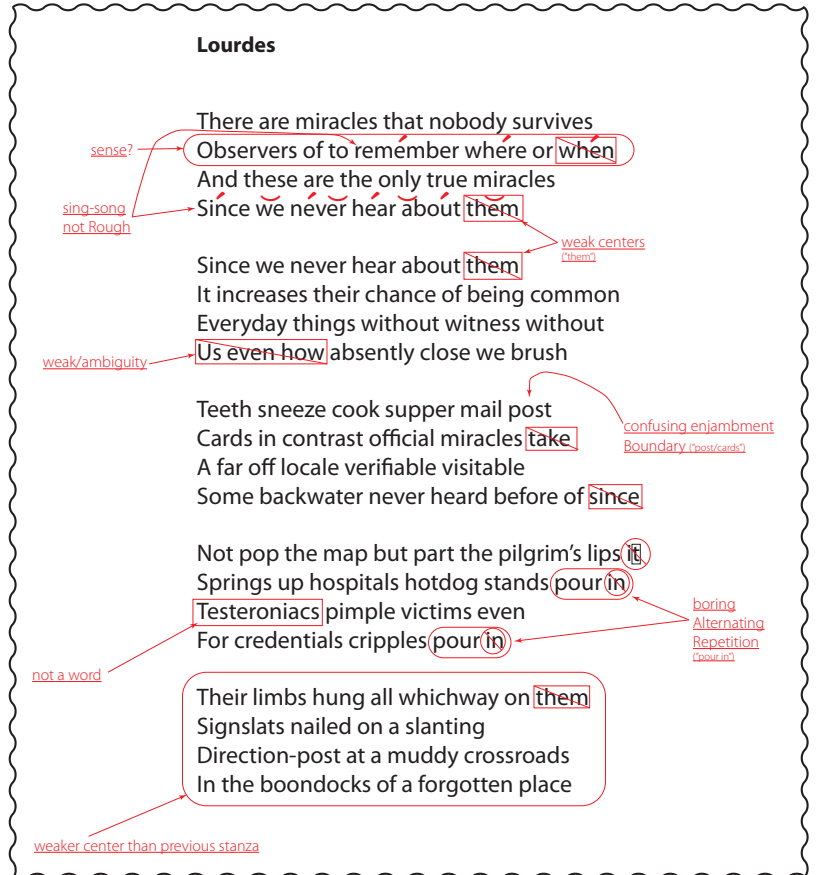 Lourdes
There are miracles that nobody survives
sense?
Observers of to remember where or when
And these are the only true miracles
sing-song
not Rough
Since we never hear about them
weak centers
("them")
Since we never hear about them
It increases their chance of being common
Everyday things without witness without
weak/ambiguity
Us even how absently close we brush
Teeth sneeze cook supper mail post
confusing enjambment
Boundary ("post/cards")
Cards in contrast official miracles take
A far off locale verifiable visitable
Some backwater never heard before of since
Not pop the map but part the pilgrim's lips it
Springs up hospitals hotdog stands pour in
boring
Alternating
Repetition
("pour in")
Testeroniacs pimple victims even
For credentials cripples pour in
not a word
Their limbs hung all whichway on them
Signslats nailed on a slanting
Direction-post at a muddy crossroads
In the boondocks of a forgotten place
weaker center than previous stanza